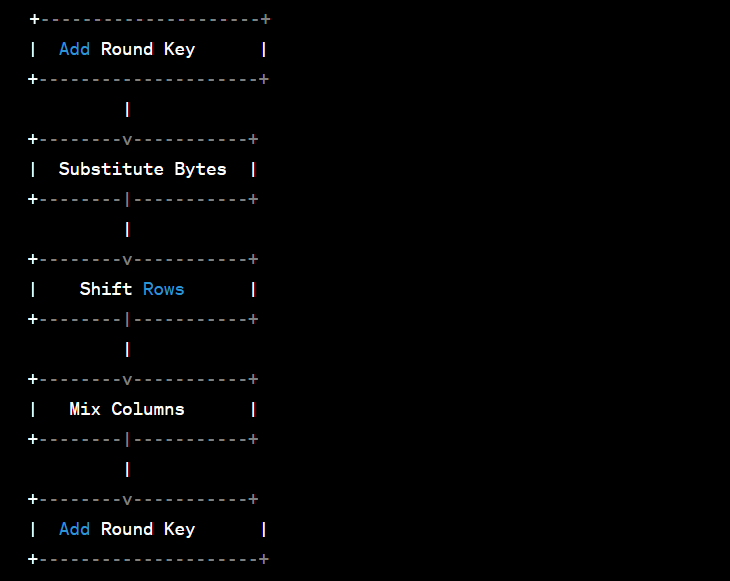 +---------------------+
|  Add Round Key      |
+---------------------+
         |
+--------v-----------+
|  Substitute Bytes  |
+--------|-----------+
         |
+--------v-----------+
|    Shift Rows      |
+--------|-----------+
         |
+--------v-----------+
|   Mix Columns      |
+--------|-----------+
         |
+--------v-----------+
|  Add Round Key      |
+---------------------+